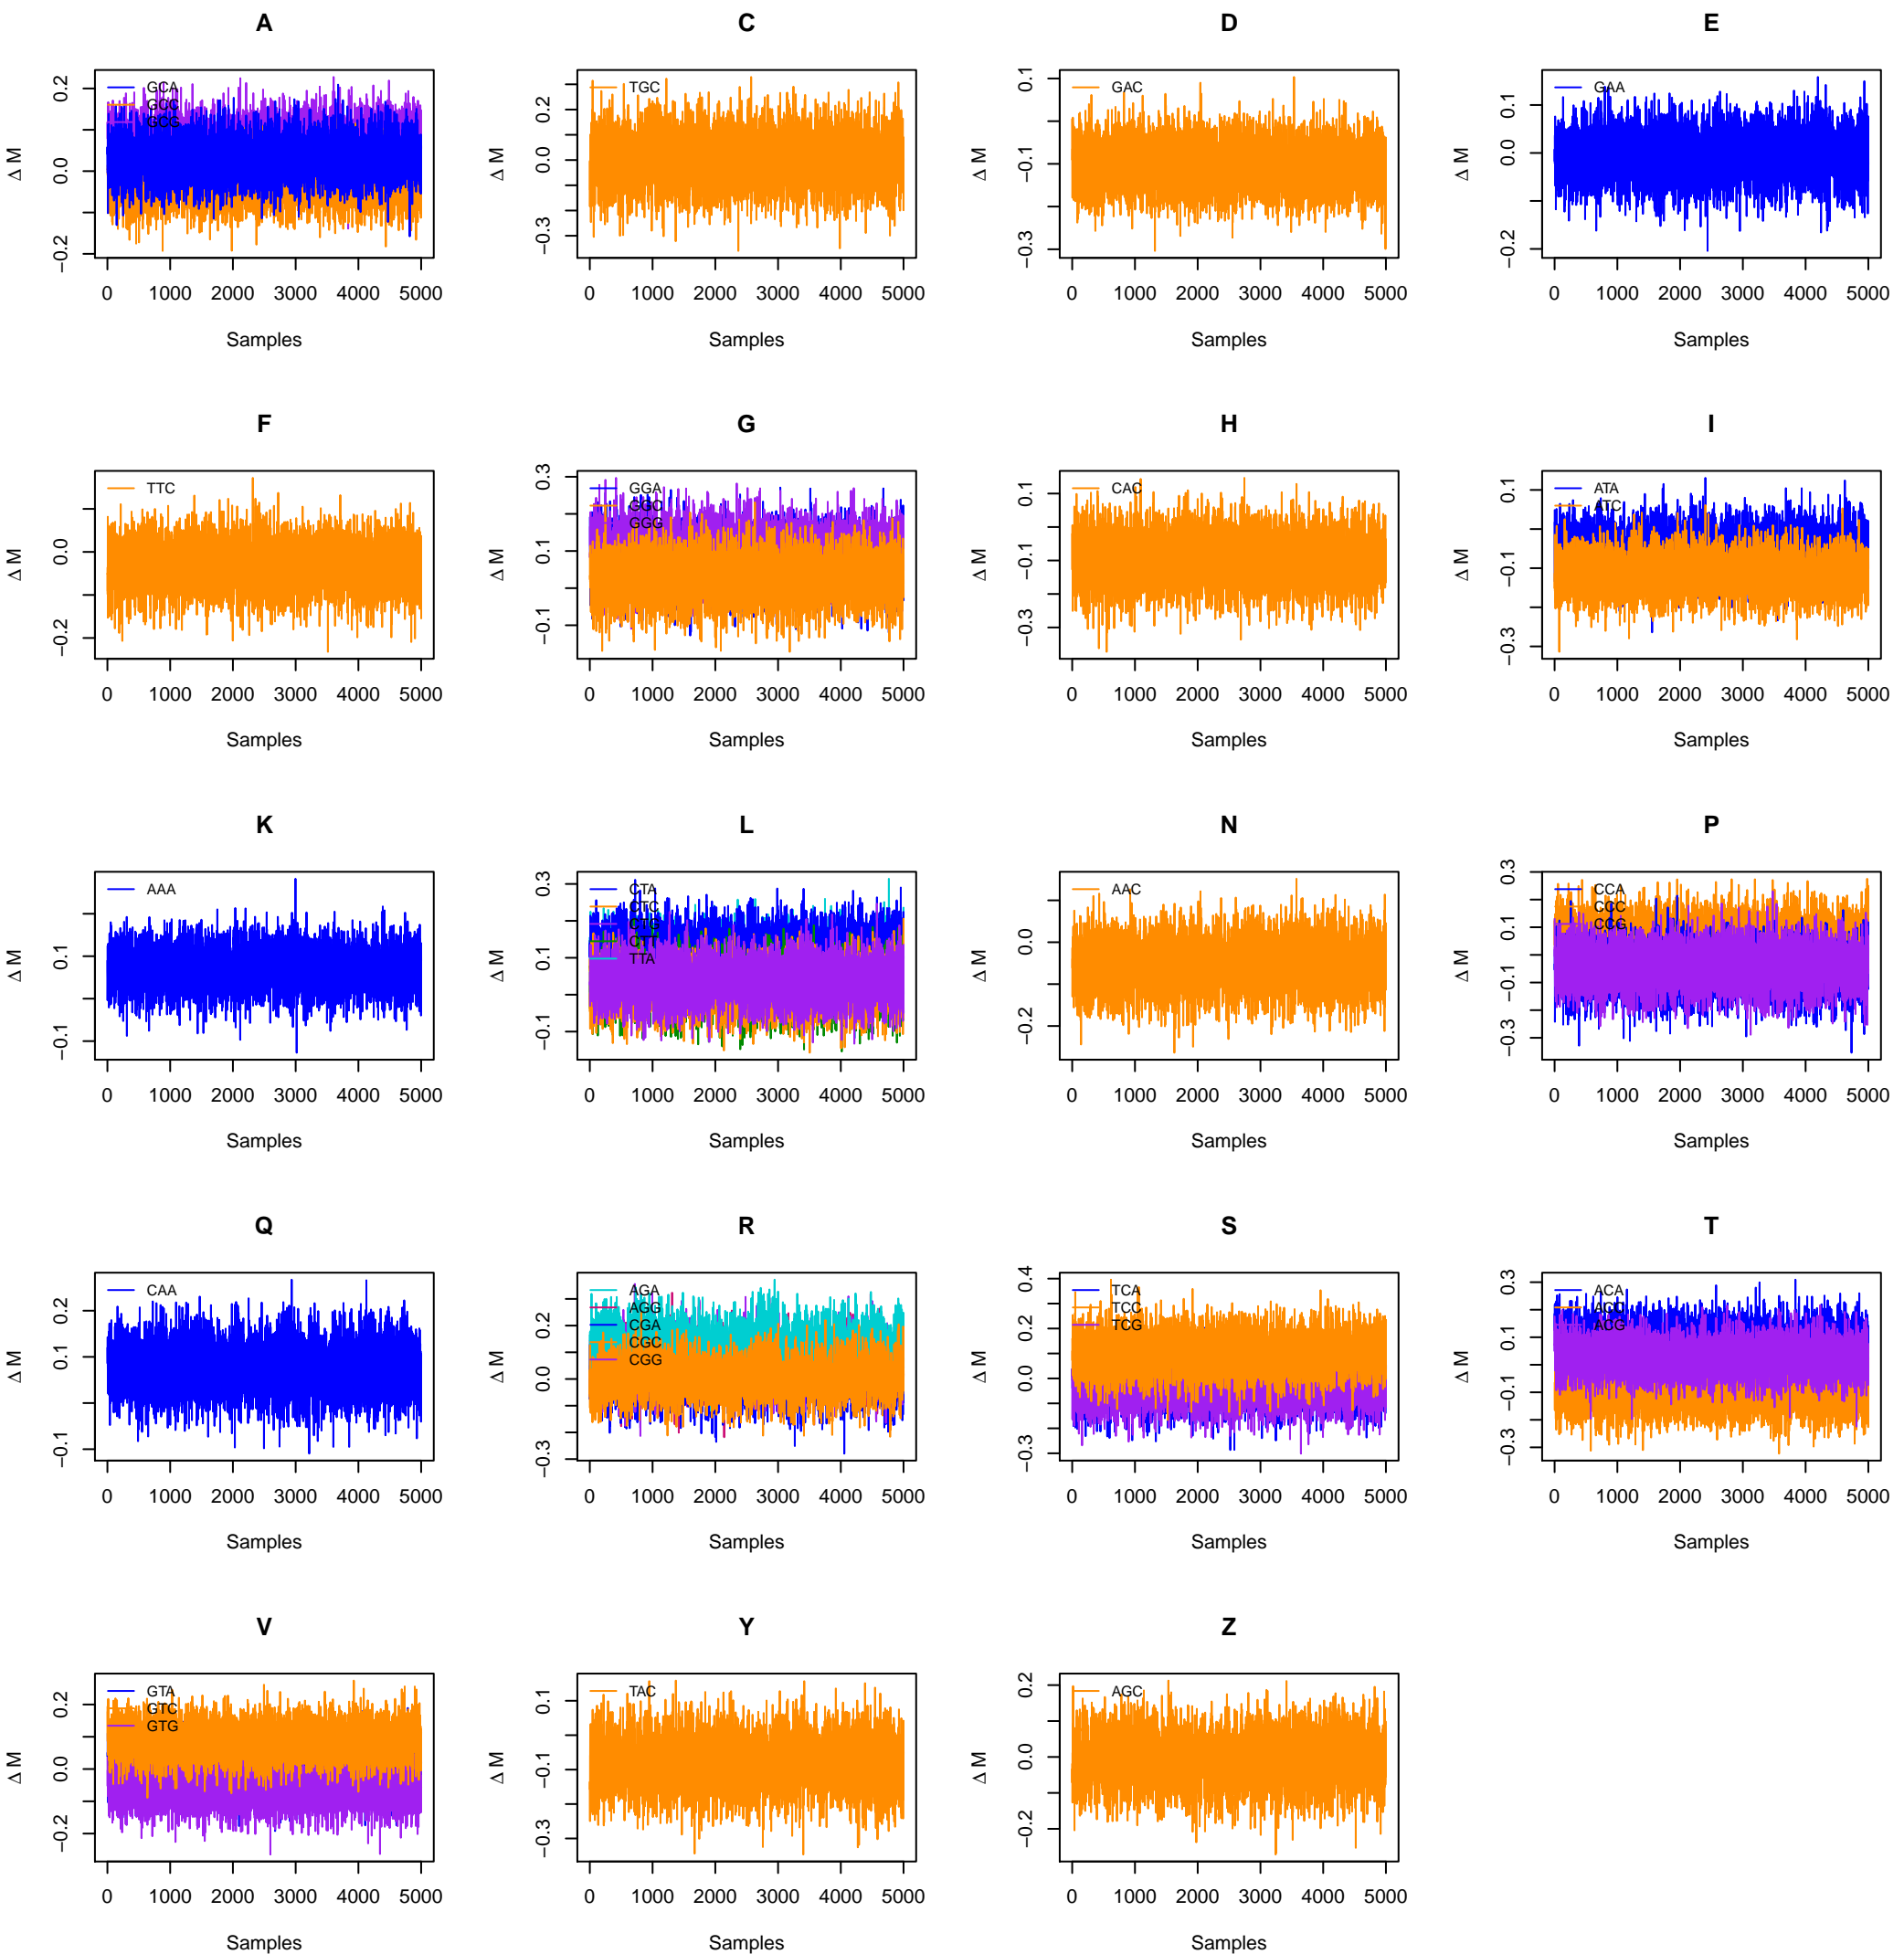 A
Δ M
0.2
0.0
−0.2
GCA
GCC
GCG
0 1000 2000 3000 4000 5000
Samples
C
Δ M
0.2
0.0
−0.3
TGC
0 1000 2000 3000 4000 5000
Samples
D
Δ M
0.1
−0.1
−0.3
GAC
0 1000 2000 3000 4000 5000
Samples
E
Δ M
0.1
0.0
−0.2
GAA
0 1000 2000 3000 4000 5000
Samples
F
Δ M
0.0
−0.2
TTC
0 1000 2000 3000 4000 5000
Samples
G
Δ M
0.3
0.1
−0.1
GGA
GGC
GGG
0 1000 2000 3000 4000 5000
Samples
H
Δ M
0.1
−0.1
−0.3
CAC
0 1000 2000 3000 4000 5000
Samples
I
Δ M
0.1
−0.1
−0.3
ATA
ATC
0 1000 2000 3000 4000 5000
Samples
K
Δ M
0.1
−0.1
AAA
0 1000 2000 3000 4000 5000
Samples
L
Δ M
0.3
0.1
−0.1
CTA
CTC
CTG
CTT
TTA
0 1000 2000 3000 4000 5000
Samples
N
Δ M
0.0
−0.2
AAC
0 1000 2000 3000 4000 5000
Samples
P
Δ M
0.3
0.1
−0.1
−0.3
CCA
CCC
CCG
0 1000 2000 3000 4000 5000
Samples
Q
Δ M
0.2
0.1
−0.1
CAA
0 1000 2000 3000 4000 5000
Samples
R
Δ M
0.2
0.0
−0.3
AGA
AGG
CGA
CGC
CGG
0 1000 2000 3000 4000 5000
Samples
S
Δ M
0.4
0.2
0.0
−0.3
TCA
TCC
TCG
0 1000 2000 3000 4000 5000
Samples
T
Δ M
0.3
0.1
−0.1
−0.3
ACA
ACC
ACG
0 1000 2000 3000 4000 5000
Samples
V
Δ M
0.2
0.0
−0.2
GTA
GTC
GTG
0 1000 2000 3000 4000 5000
Samples
Y
Δ M
0.1
−0.1
−0.3
TAC
0 1000 2000 3000 4000 5000
Samples
Z
Δ M
0.2
0.0
−0.2
AGC
0 1000 2000 3000 4000 5000
Samples